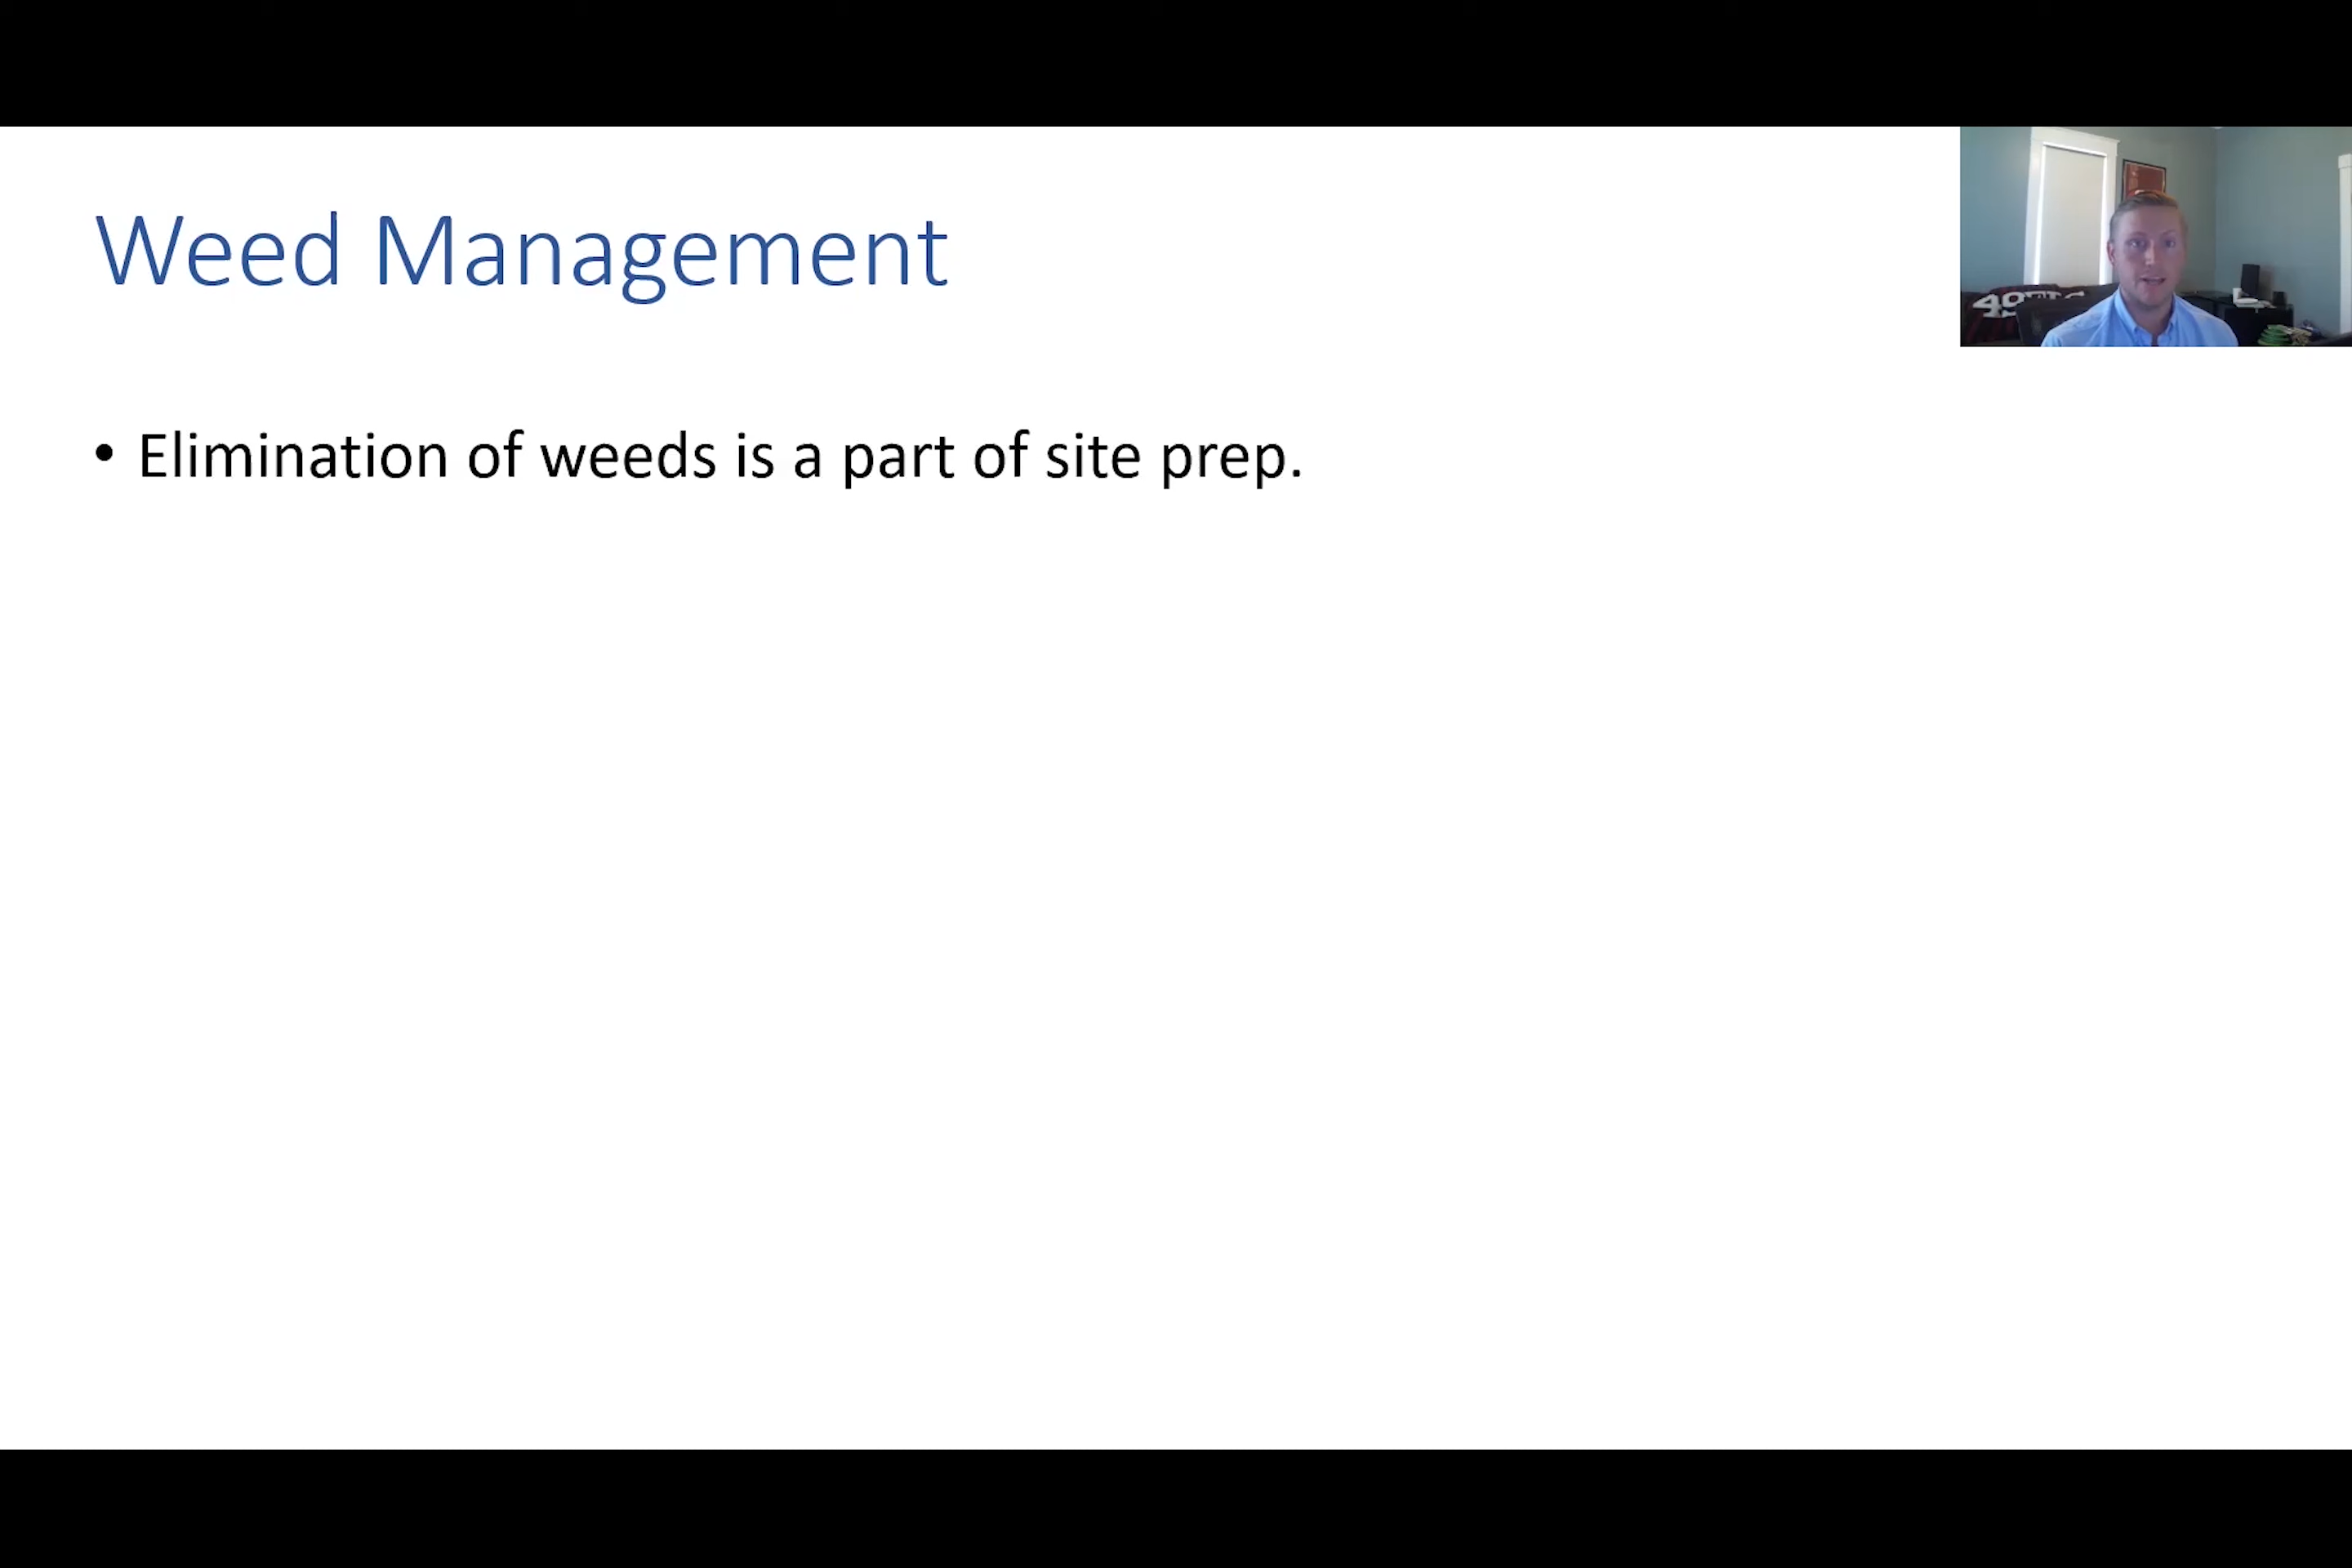 Weed Management
• Elimination of weeds is a part of site prep.